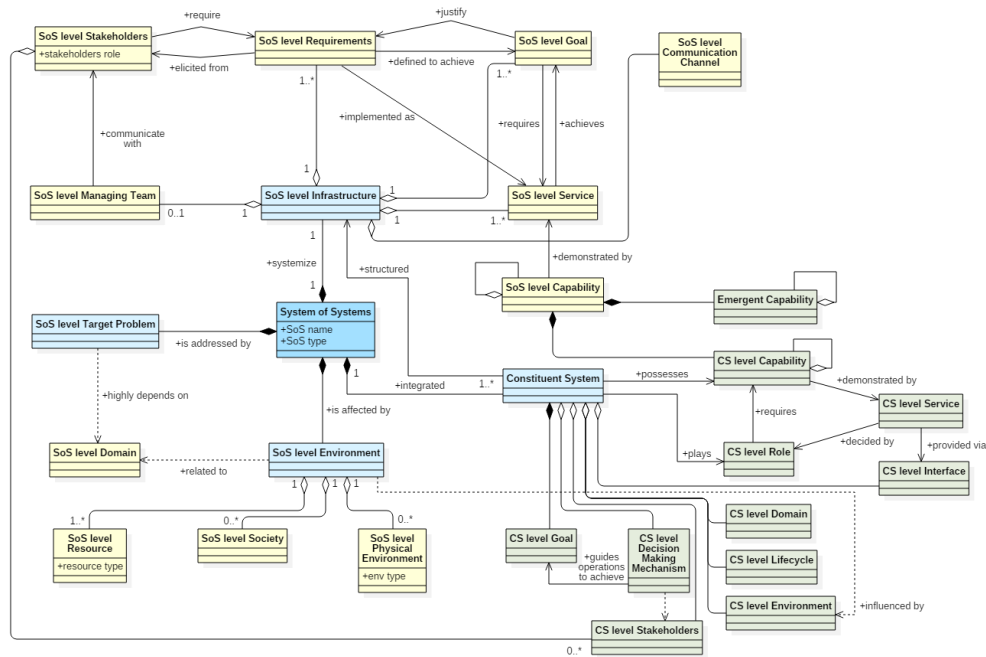 +require
+justify
SoS level Stakeholders
+stakeholders role
SoS level Requirements
SoS level Goal
SoS level
Communication
Channel
+elicited from
+defined to achieve
1..*
1..*
+implemented as
+requires
+achieves
+communicate
with
1
1
SoS level Managing Team
SoS level Infrastructure
SoS level Service
0..1
1
1
1..*
1
+systemize
+structured
+demonstrated by
1
SoS level Capability
Emergent Capability
SoS level Target Problem
System of Systems
+SoS name
+SoS type
+is addressed by
CS level Capability
1
+integrated
1..*
Constituent System
+possesses
+demonstrated by
+highly depends on
+is affected by
+requires
CS level Service
+decided by
+provided via
SoS level Domain
+related to
SoS level Environment
+plays
CS level Role
CS level Interface
1
1
1
1..*
0..*
0..*
SoS level
Resource
+resource type
SoS level Society
SoS level
Physical
Environment
+env type
CS level Goal
CS level
Decision
Making
Mechanism
+guides
operations
to achieve
CS level Domain
CS level Lifecycle
CS level Environment
+influenced by
CS level Stakeholders
0..*